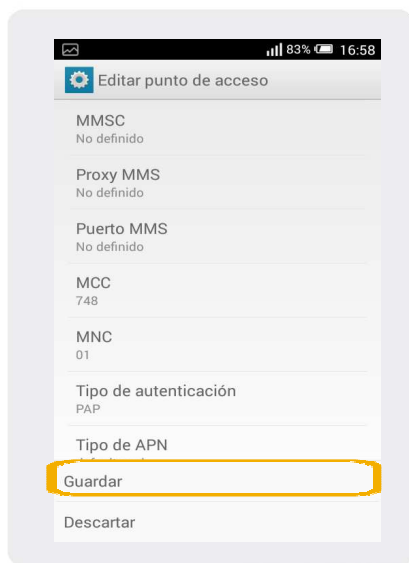 83% 16:58
Editar punto de acceso
MMSC
No definido
Proxy MMS
No definido
Puerto MMS
No definido
MCC
748
MNC
01
Tipo de autenticación
PAP
Tipo de APN
Guardar
Descartar